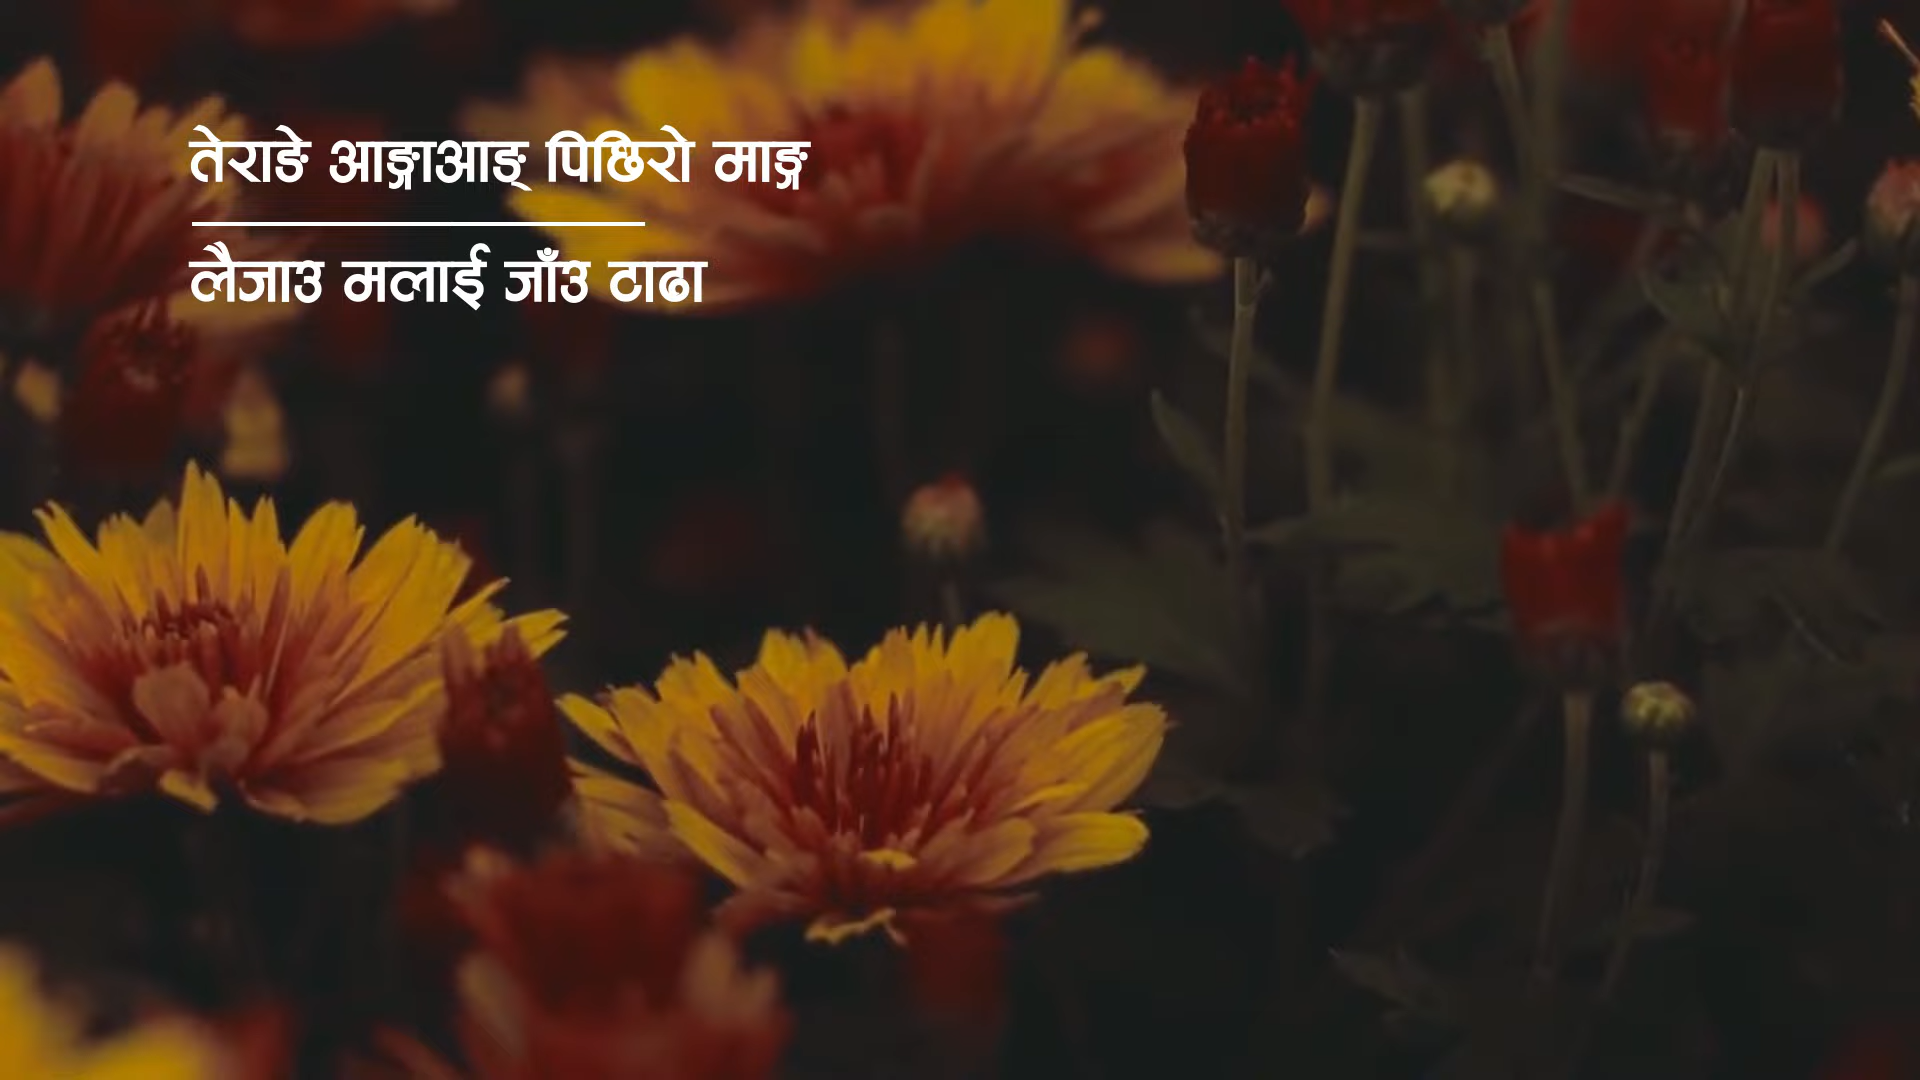 तेराङे आङ्गाआङ् पिछिरो माङ्ग
लैजाउ मलाई जाँउ टाढा